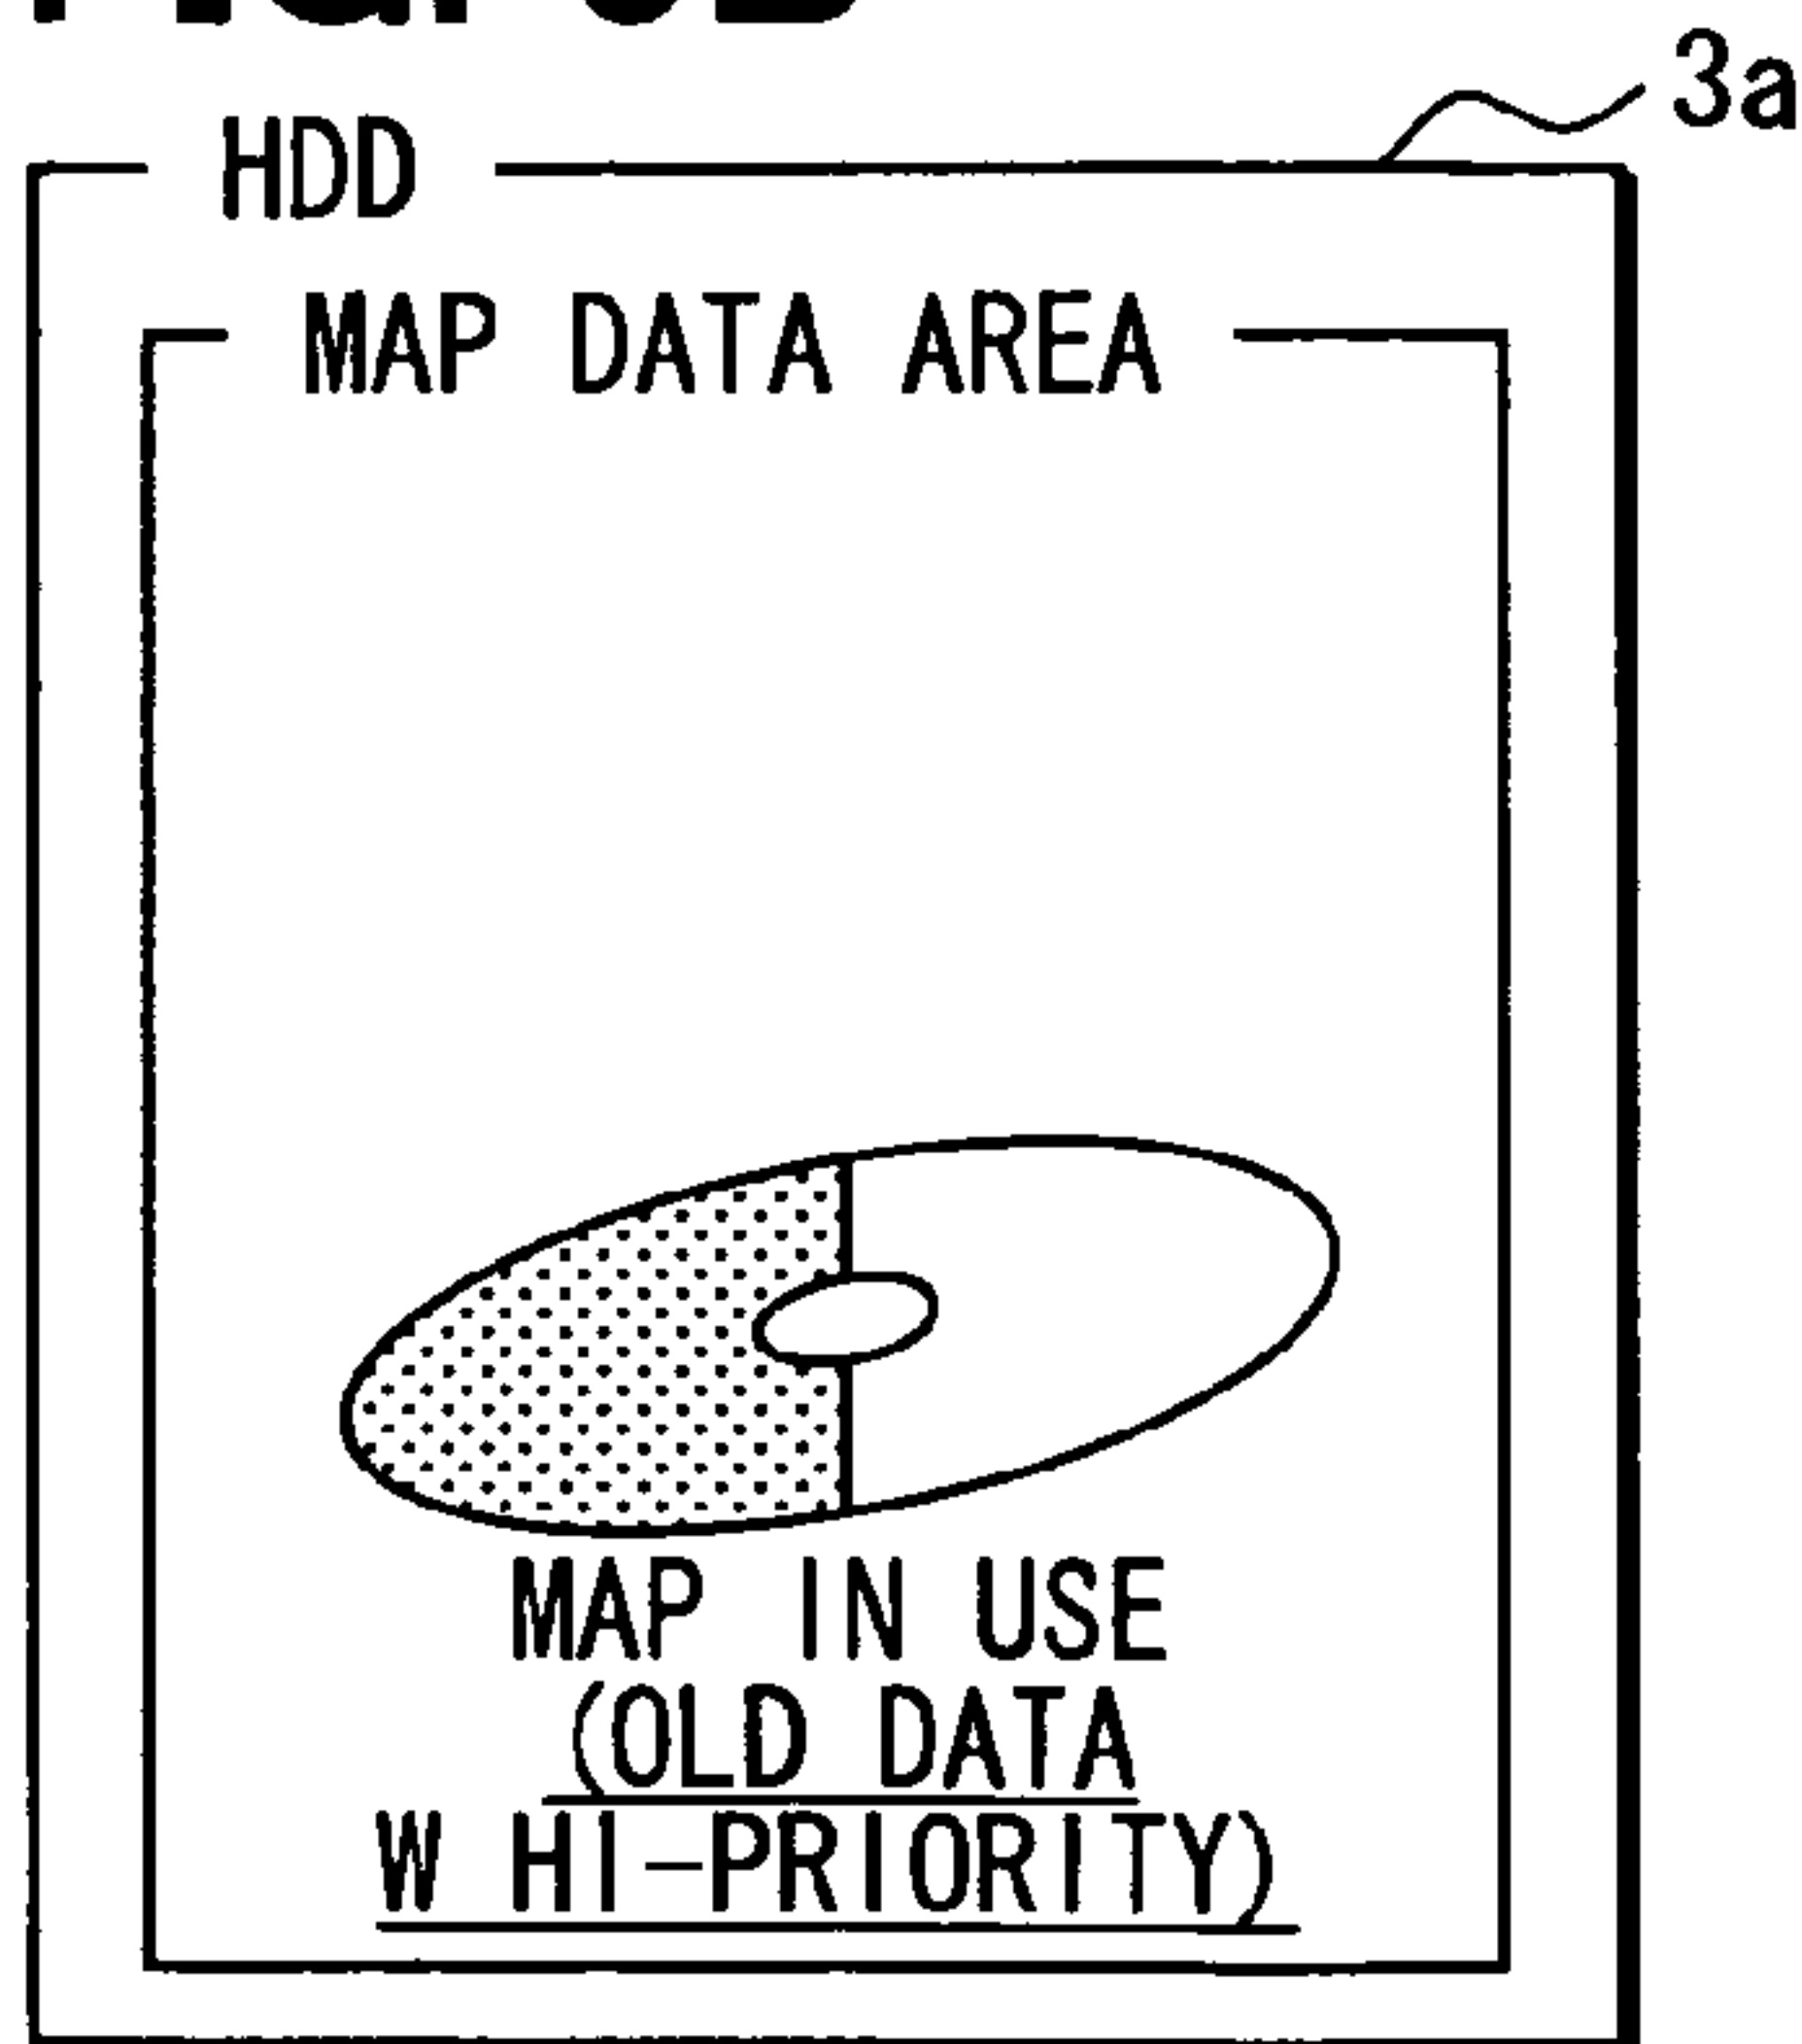 3a
HDD
MAP DATA AREA
MAP IN USE
(OLD DATA
W HI-PRIORITY)